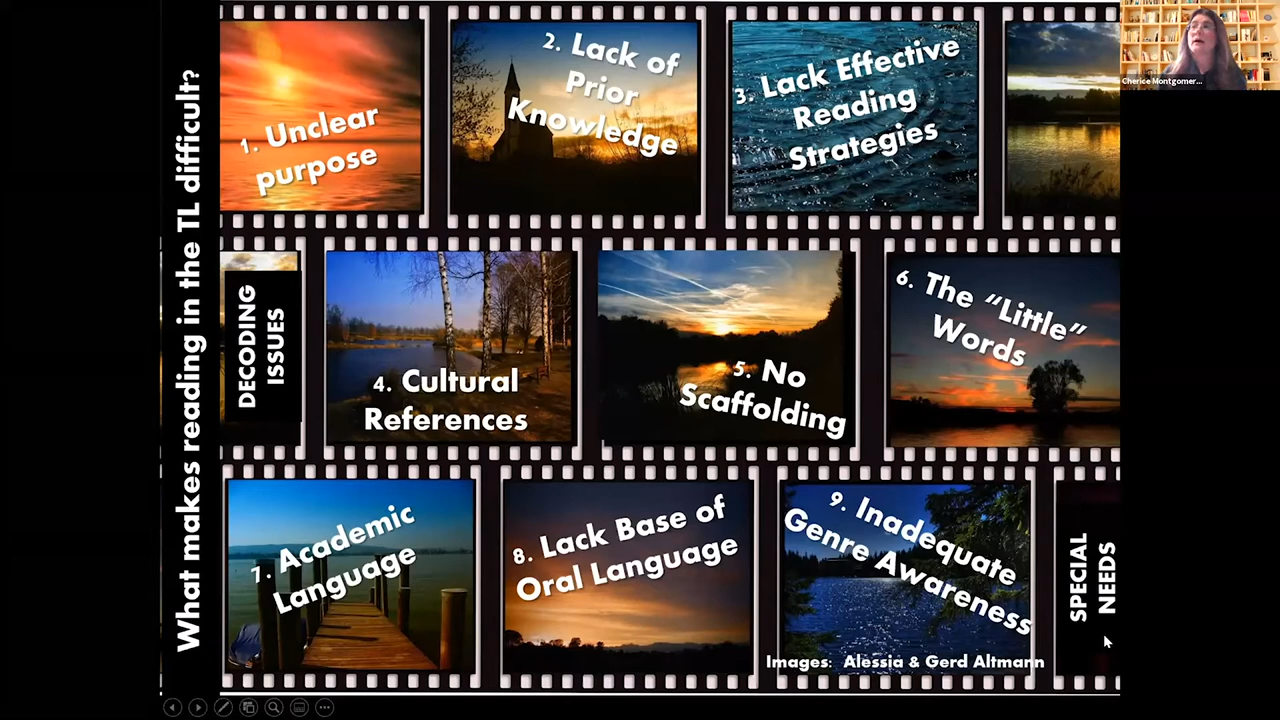 What makes reading in the TL difficult?
1. Unclear
purpose
2. Lack of
Prior
Knowledge
3. Lack Effective
Reading
Strategies
DECODING
ISSUES
4. Cultural
References
5. No
Scaffolding
6. The “Little”
Words
7. Academic
Language
8. Lack Base of
Oral Language
9. Inadequate
Genre Awareness
SPECIAL
NEEDS
Images: Alessia & Gerd Altmann
Cherice Montgomer...